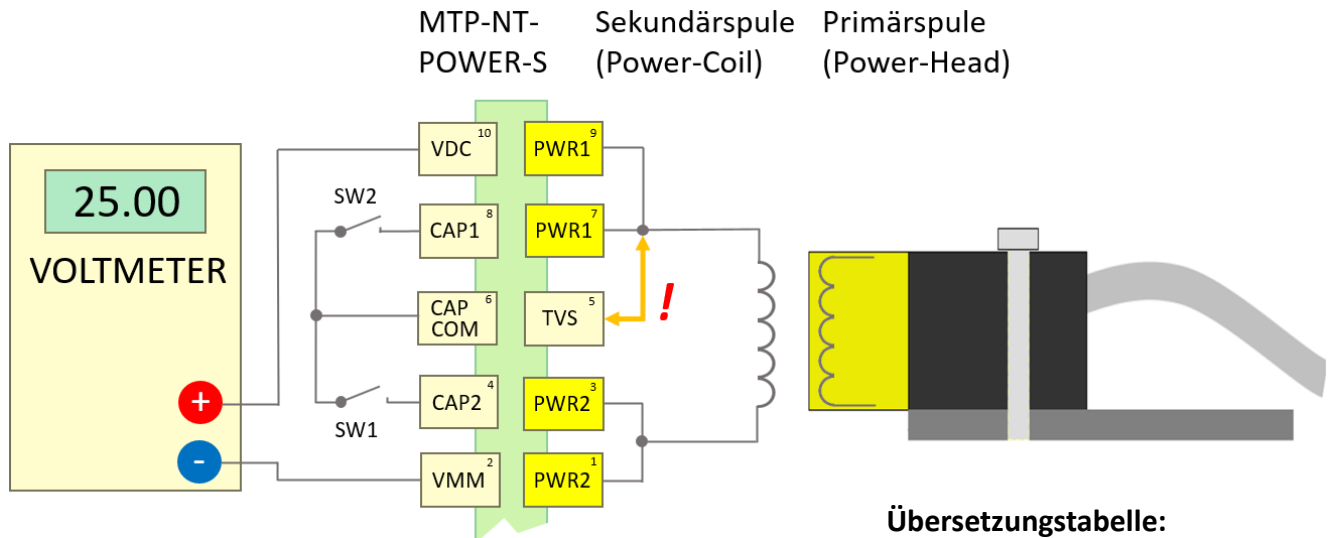 MTP-NT-
POWER-S
Sekundärspule
(Power-Coil)
Primärspule
(Power-Head)
25.00
VOLTMETER
+
-
SW2
SW1
VDC 10
CAP1 8
CAP 6
COM
CAP2 4
VMM 2
PWR1 9
PWR1 7
TVS 5
!
PWR2 3
PWR2 1
Übersetzungstabelle: